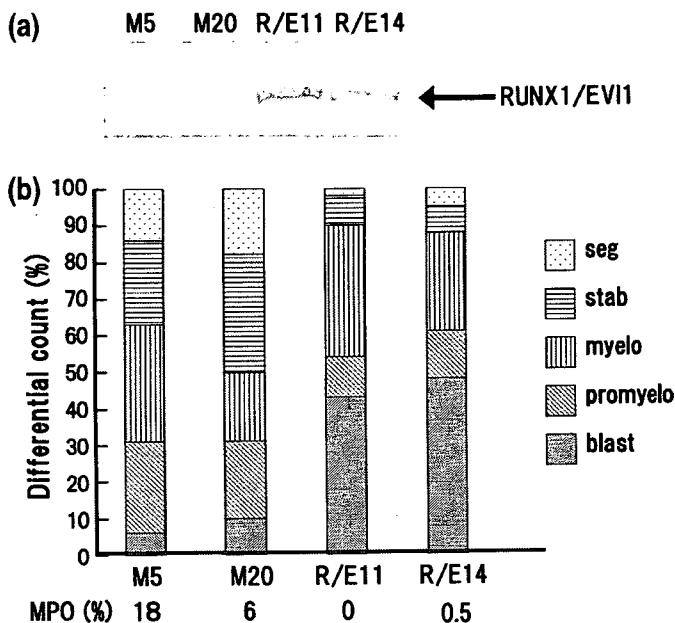 (a) M5 M20 R/E11 R/E14
RUNX1/EVI1
(b)
Differential count (%)
100
90
80
70
60
50
40
30
20
10
0
seg
stab
myelo
promyelo
blast
M5 M20 R/E11 R/E14
MPO (%) 18 6 0 0.5